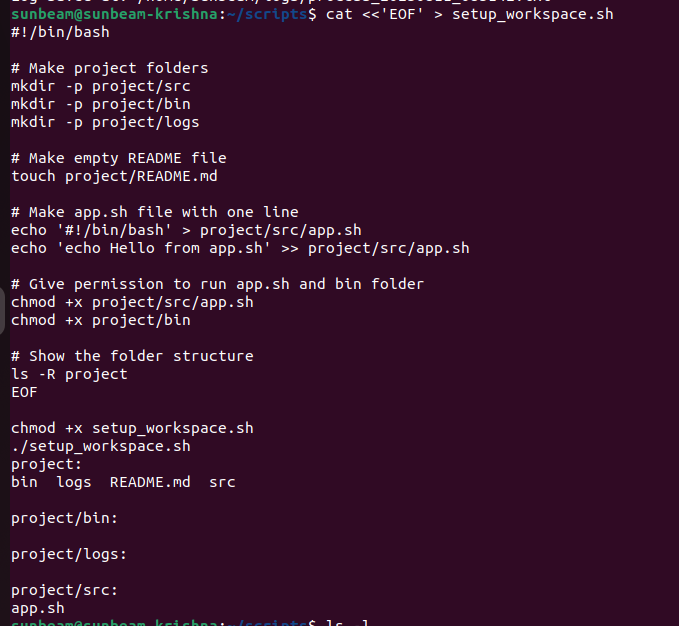 sunbeam@sunbeam-krishna:~/scripts$ cat <<'EOF' > setup_workspace.sh
#!/bin/bash
# Make project folders
mkdir -p project/src
mkdir -p project/bin
mkdir -p project/logs
# Make empty README file
touch project/README.md
# Make app.sh file with one line
echo '#!/bin/bash' > project/src/app.sh
echo 'echo Hello from app.sh' >> project/src/app.sh
# Give permission to run app.sh and bin folder
chmod +x project/src/app.sh
chmod +x project/bin
# Show the folder structure
ls -R project
EOF
chmod +x setup_workspace.sh
./setup_workspace.sh
project:
bin  logs  README.md  src
project/bin:
project/logs:
project/src:
app.sh
sunbeam@sunbeam-krishna:~/scripts$ ls -l